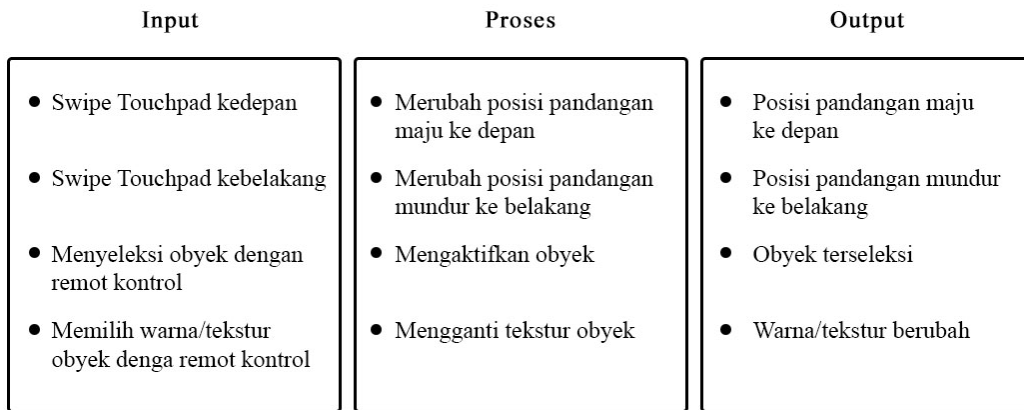 Input
Swipe Touchpad kedepan
Swipe Touchpad kebelakang
Menyeleksi obyek dengan
remot kontrol
Memilih warna/tekstur
obyek denga remot kontrol
Proses
Merubah posisi pandangan
maju ke depan
Merubah posisi pandangan
mundur ke belakang
Mengaktifkan obyek
Mengganti tekstur obyek
Output
Posisi pandangan maju
ke depan
Posisi pandangan mundur
ke belakang
Obyek terseleksi
Warna/tekstur berubah